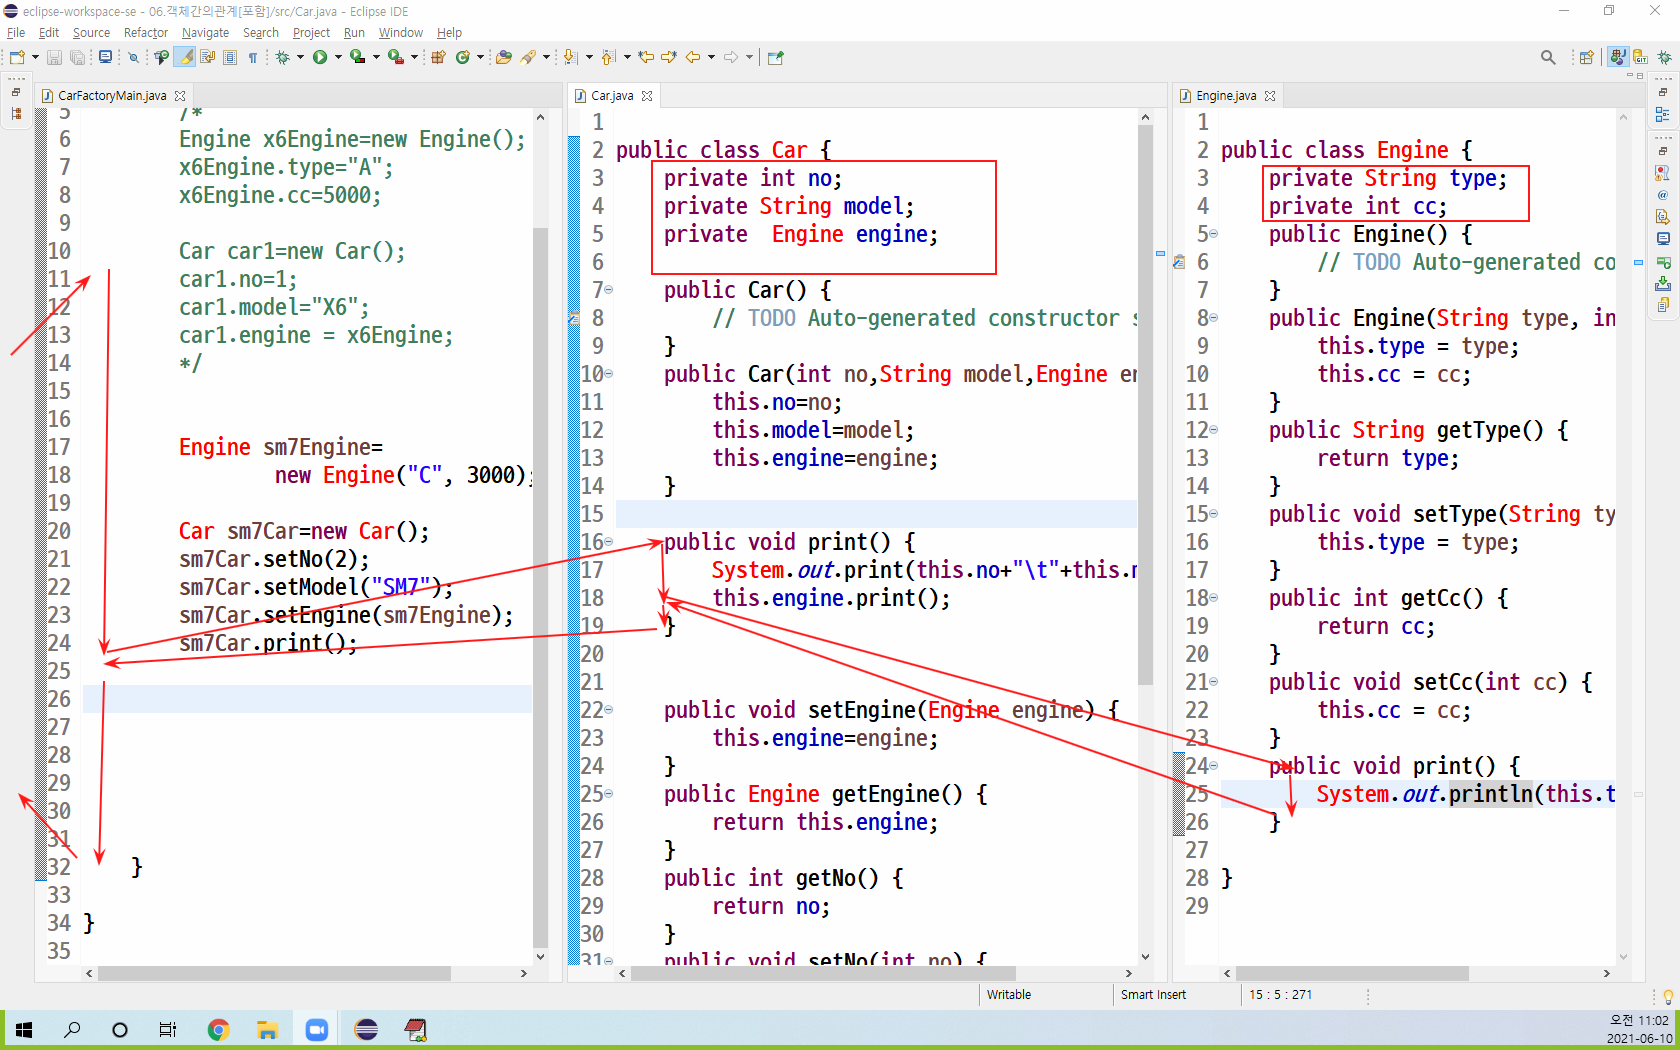 eclipse-workspace-se - 06.객체간의관계[포함]/src/Car.java - Eclipse IDE
File Edit Source Refactor Navigate Search Project Run Window Help
CarFactoryMain.java
5 /*
6 Engine x6Engine=new Engine();
7 x6Engine.type="A";
8 x6Engine.cc=5000;
9
10 Car car1=new Car();
11 car1.no=1;
12 car1.model="X6";
13 car1.engine = x6Engine;
14 */
15
16
17 Engine sm7Engine=
18 new Engine("C", 3000);
19
20 Car sm7Car=new Car();
21 sm7Car.setNo(2);
22 sm7Car.setModel("SM7");
23 sm7Car.setEngine(sm7Engine);
24 sm7Car.print();
25
26
27
28
29
30
31
32 }
33
34 }
35
Car.java
1
2 public class Car {
3 private int no;
4 private String model;
5 private Engine engine;
6
7 public Car() {
8 // TODO Auto-generated constructor s
9 }
10 public Car(int no,String model,Engine en
11 this.no=no;
12 this.model=model;
13 this.engine=engine;
14 }
15
16 public void print() {
17 System.out.print(this.no+"\t"+this.m
18 this.engine.print();
19 }
20
21
22 public void setEngine(Engine engine) {
23 this.engine=engine;
24 }
25 public Engine getEngine() {
26 return this.engine;
27 }
28 public int getNo() {
29 return no;
30 }
31 public void setNo(int no) {
Engine.java
1
2 public class Engine {
3 private String type;
4 private int cc;
5 public Engine() {
6 // TODO Auto-generated co
7 }
8 public Engine(String type, in
9 this.type = type;
10 this.cc = cc;
11 }
12 public String getType() {
13 return type;
14 }
15 public void setType(String ty
16 this.type = type;
17 }
18 public int getCc() {
19 return cc;
20 }
21 public void setCc(int cc) {
22 this.cc = cc;
23 }
24 public void print() {
25 System.out.println(this.t
26 }
27
28 }
29
Writable Smart Insert 15 : 5 : 271
오전 11:02
2021-06-10